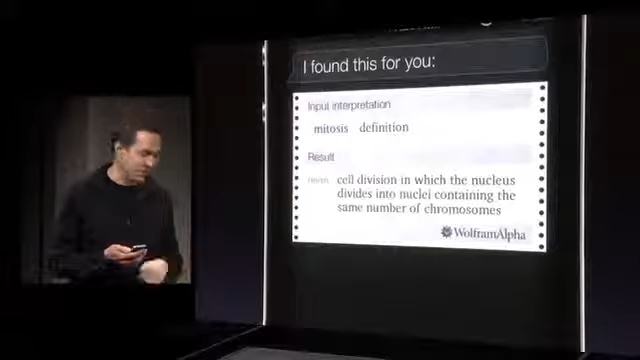 I found this for you:
Input interpretation
mitosis definition
Result
noun cell division in which the nucleus
divides into nuclei containing the
same number of chromosomes
WolframAlpha